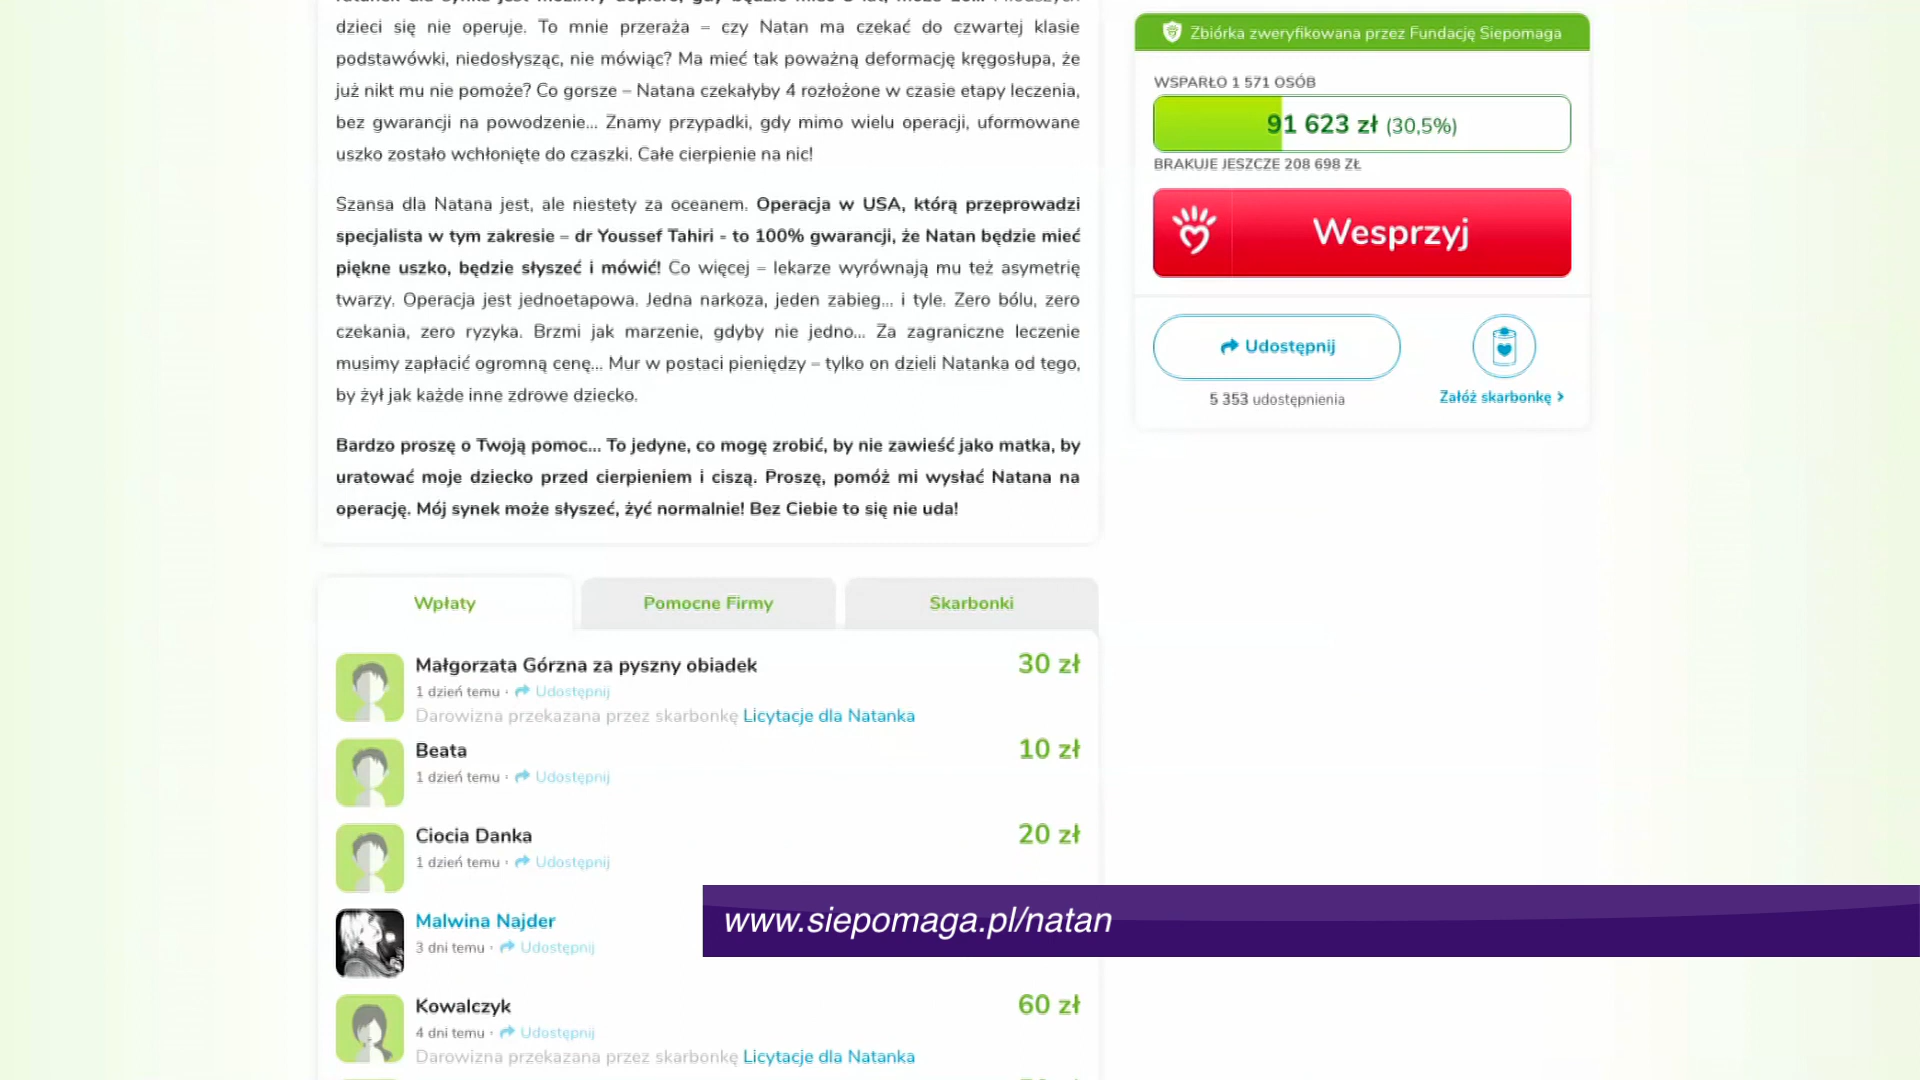 dzieci się nie operuje. To mnie przeraża – czy Natan ma czekać do czwartej klasie
podstawówki, niedosłysząc, nie mówiąc? Ma mieć tak poważną deformację kręgosłupa, że
już nikt mu nie pomoże? Co gorsze – Natana czekałyby 4 rozłożone w czasie etapy leczenia,
bez gwarancji na powodzenie... Znamy przypadki, gdy mimo wielu operacji, uformowane
uszko zostało wchłonięte do czaszki. Całe cierpienie na nic!
Szansa dla Natana jest, ale niestety za oceanem. Operacja w USA, którą przeprowadzi
specjalista w tym zakresie – dr Youssef Tahiri - to 100% gwarancji, że Natan będzie mieć
piękne uszko, będzie słyszeć i mówić! Co więcej – lekarze wyrównają mu też asymetrię
twarzy. Operacja jest jednoetapowa. Jedna narkoza, jeden zabieg... i tyle. Zero bólu, zero
czekania, zero ryzyka. Brzmi jak marzenie, gdyby nie jedno... Za zagraniczne leczenie
musimy zapłacić ogromną cenę... Mur w postaci pieniędzy – tylko on dzieli Natanka od tego,
by żył jak każde inne zdrowe dziecko.
Bardzo proszę o Twoją pomoc... To jedyne, co mogę zrobić, by nie zawieść jako matka, by
uratować moje dziecko przed cierpieniem i ciszą. Proszę, pomóż mi wysłać Natana na
operację. Mój synek może słyszeć, żyć normalnie! Bez Ciebie to się nie uda!
Zbiórka zweryfikowana przez Fundację Siepomaga
WSPARŁO 1 571 OSÓB
91 623 zł (30,5%)
BRAKUJE JESZCZE 208 698 ZŁ
Wesprzyj
Udostępnij
5 353 udostępnienia
Załóż skarbonkę
Wpłaty
Pomocne Firmy
Skarbonki
Małgorzata Górzna za pyszny obiadek
30 zł
1 dzień temu · Udostępnij
Darowizna przekazana przez skarbonkę Licytacje dla Natanka
Beata
10 zł
1 dzień temu · Udostępnij
Ciocia Danka
20 zł
1 dzień temu · Udostępnij
Malwina Najder
3 dni temu · Udostępnij
www.siepomaga.pl/natan
Kowalczyk
60 zł
4 dni temu · Udostępnij
Darowizna przekazana przez skarbonkę Licytacje dla Natanka